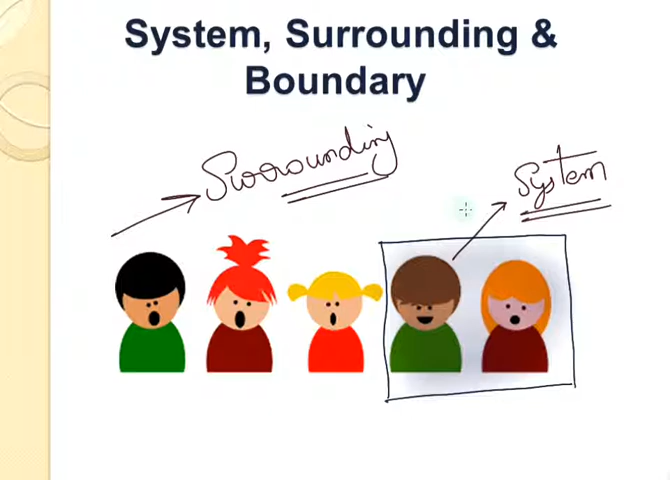 System, Surrounding &
Boundary
Surrounding
System